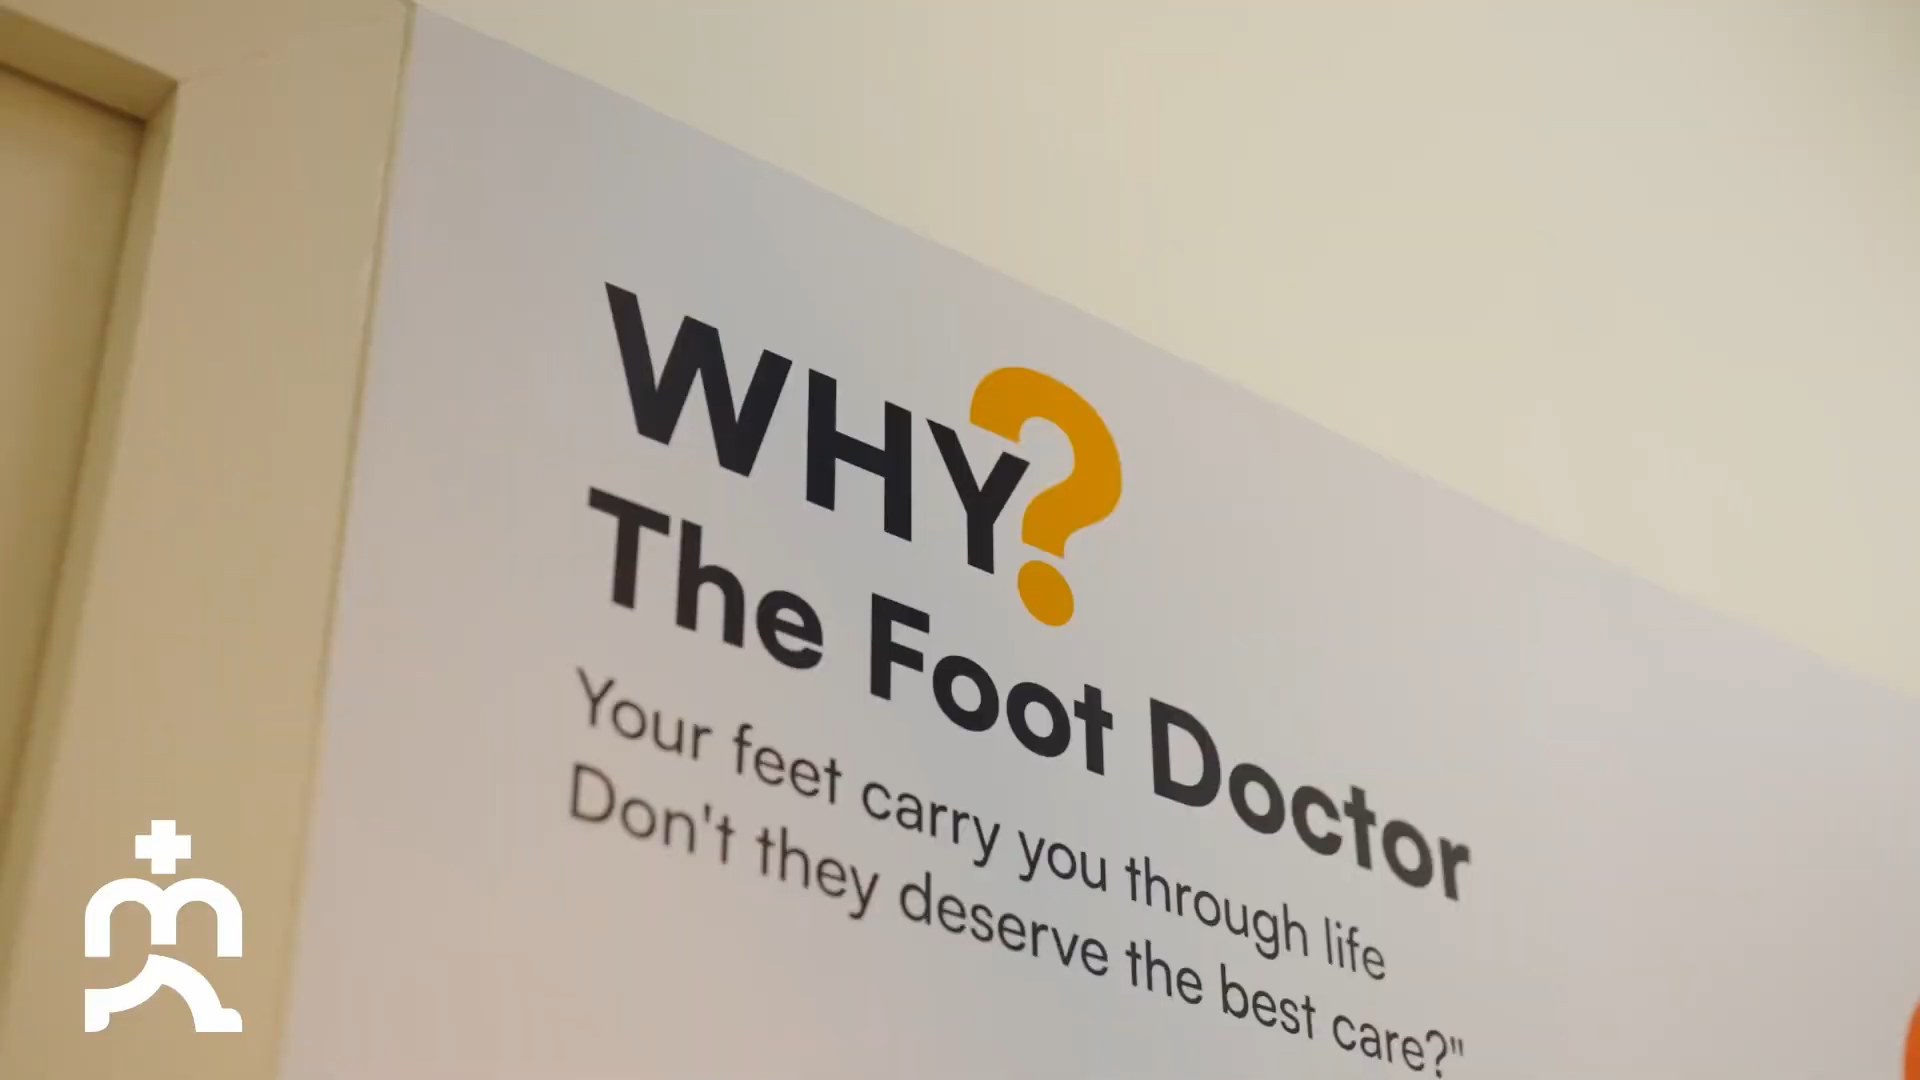 WHY?
The Foot Doctor
Your feet carry you through life
Don't they deserve the best care?"